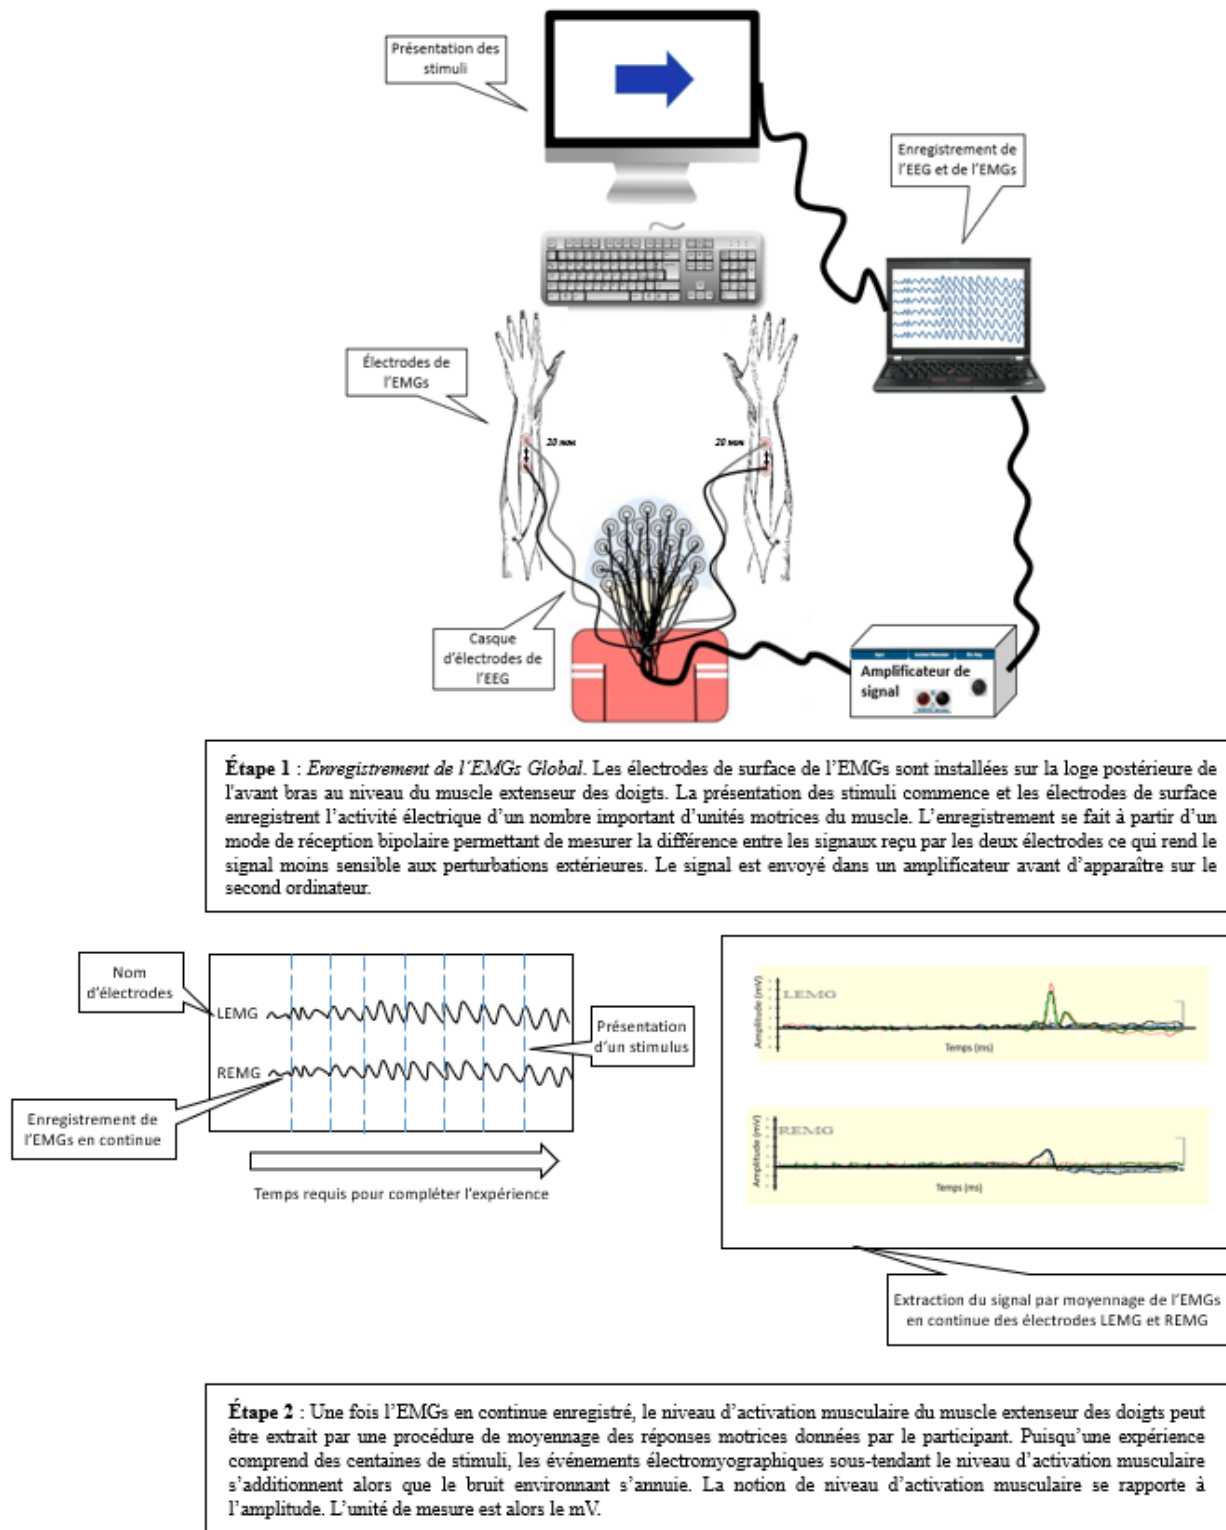 Présentation des
stimuli
Enregistrement de
l'EEG et de l'EMGs
Électrodes de
l'EMGs
20 mm
20 mm
Casque
d'électrodes de
l'EEG
Amplificateur de
signal
Étape 1 : Enregistrement de l'EMGs Global. Les électrodes de surface de l'EMGs sont installées sur la loge postérieure de
l'avant bras au niveau du muscle extenseur des doigts. La présentation des stimuli commence et les électrodes de surface
enregistrent l'activité électrique d'un nombre important d'unités motrices du muscle. L'enregistrement se fait à partir d'un
mode de réception bipolaire permettant de mesurer la différence entre les signaux reçu par les deux électrodes ce qui rend le
signal moins sensible aux perturbations extérieures. Le signal est envoyé dans un amplificateur avant d'apparaître sur le
second ordinateur.
Nom
d'électrodes
LEMG
REMG
Présentation
d'un stimulus
Enregistrement de
l'EMGs en continue
Temps requis pour compléter l'expérience
LEMG
Amplitude (mV)
Temps (ms)
REMG
Amplitude (mV)
Temps (ms)
Extraction du signal par moyennage de l'EMGs
en continue des électrodes LEMG et REMG
Étape 2 : Une fois l'EMGs en continue enregistré, le niveau d'activation musculaire du muscle extenseur des doigts peut
être extrait par une procédure de moyennage des réponses motrices données par le participant. Puisqu'une expérience
comprend des centaines de stimuli, les événements électromyographiques sous-tendant le niveau d'activation musculaire
s'additionnent alors que le bruit environnant s'annuie. La notion de niveau d'activation musculaire se rapporte à
l'amplitude. L'unité de mesure est alors le mV.